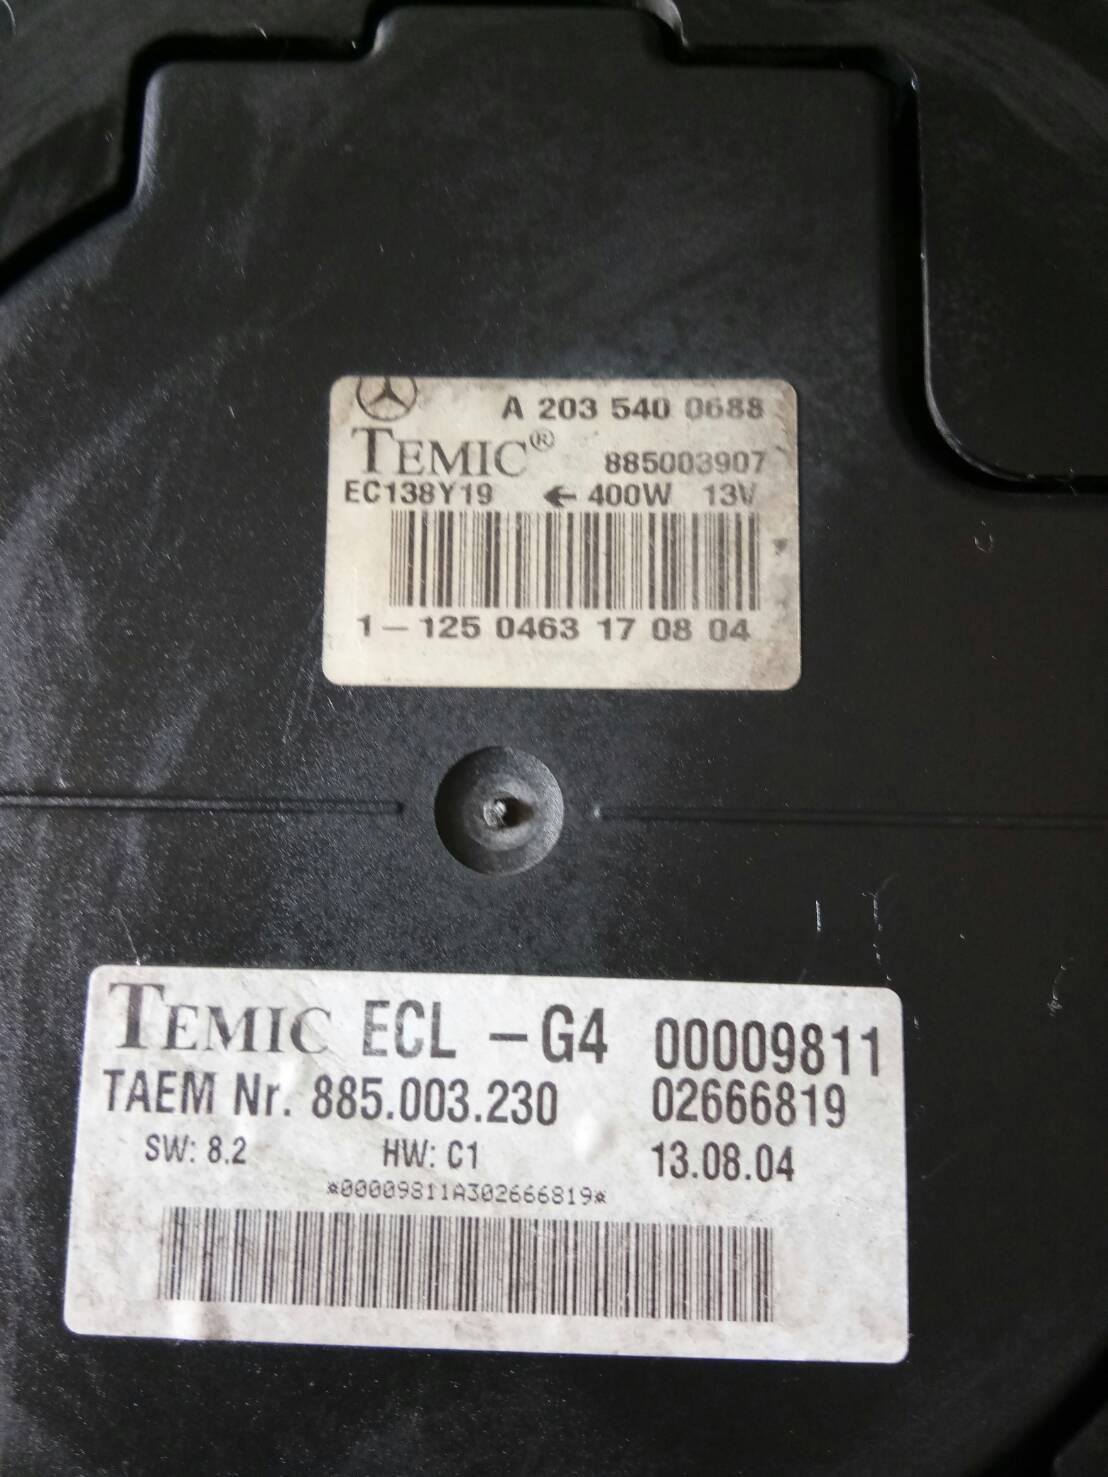 A 203 540 0688
TEMIC® 885003907
EC138Y19 ← 400W 13V
1-125 0463 17 08 04
TEMIC ECL -G4 00009811
TAEM Nr. 885.003.230 02666819
SW: 8.2 HW: C1 13.08.04
*00009811A302666819*